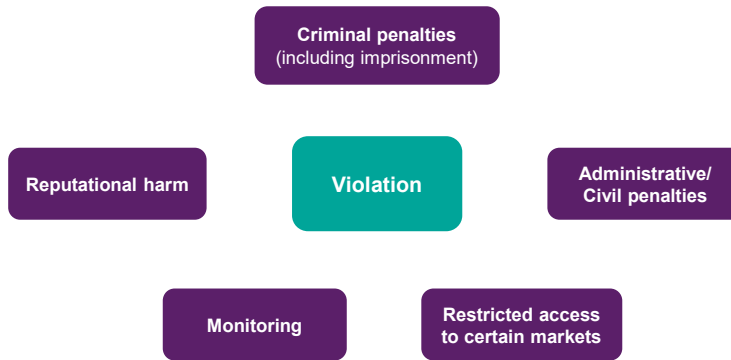 Criminal penalties
(including imprisonment)
Reputational harm
Violation
Administrative/
Civil penalties
Monitoring
Restricted access
to certain markets